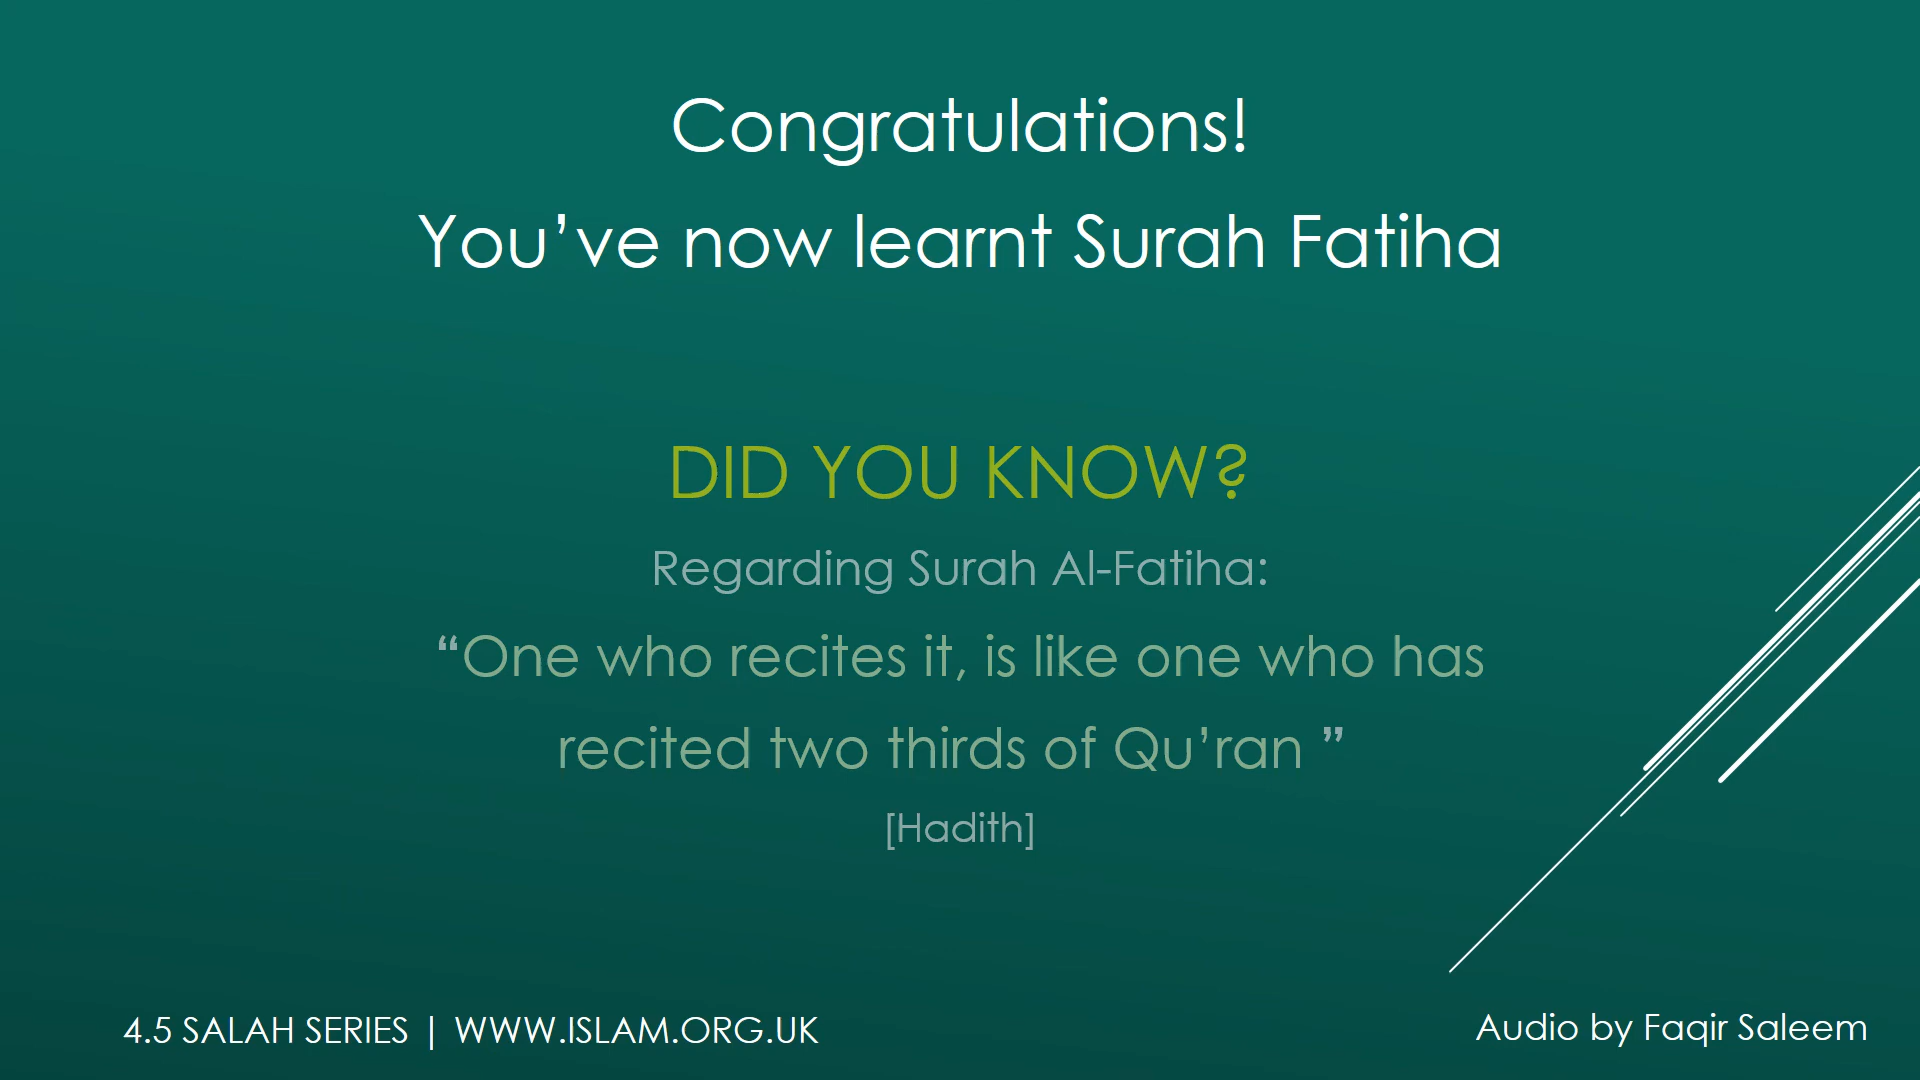 Congratulations!
You’ve now learnt Surah Fatiha
DID YOU KNOW?
Regarding Surah Al-Fatiha:
“One who recites it, is like one who has
recited two thirds of Qu’ran ”
[Hadith]
4.5 SALAH SERIES | WWW.ISLAM.ORG.UK
Audio by Faqir Saleem